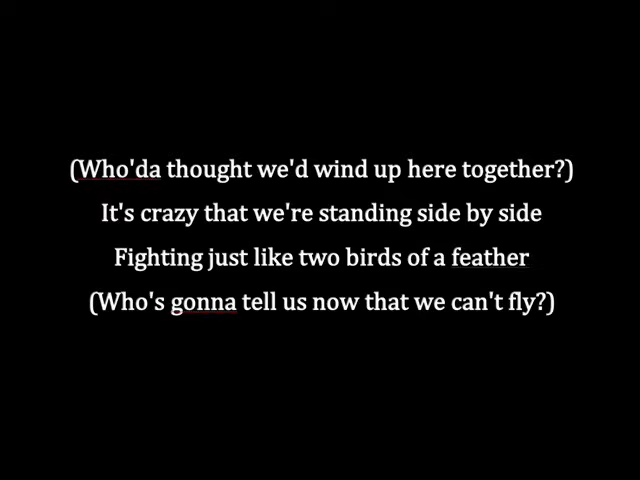 (Who'da thought we'd wind up here together?)
It's crazy that we're standing side by side
Fighting just like two birds of a feather
(Who's gonna tell us now that we can't fly?)